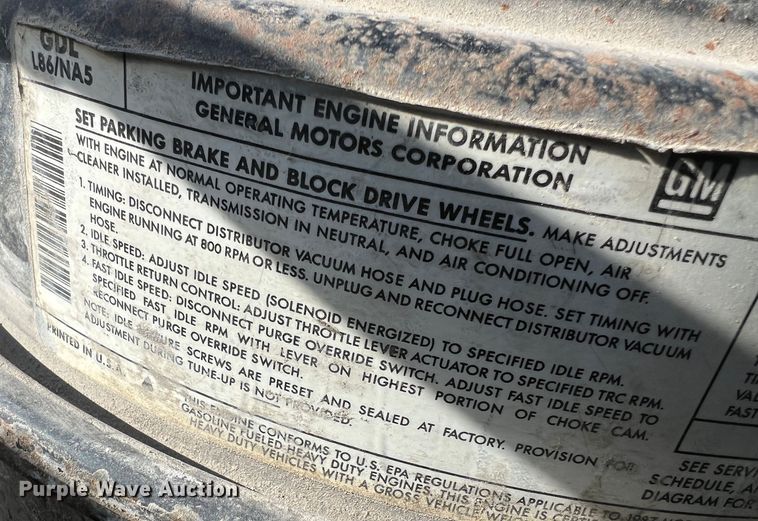 GDL
L86/NA5
IMPORTANT ENGINE INFORMATION
GENERAL MOTORS CORPORATION
GM
SET PARKING BRAKE AND BLOCK DRIVE WHEELS. MAKE ADJUSTMENTS
WITH ENGINE AT NORMAL OPERATING TEMPERATURE, CHOKE FULL OPEN, AIR
CLEANER INSTALLED, TRANSMISSION IN NEUTRAL, AND AIR CONDITIONING OFF.
1. TIMING: DISCONNECT DISTRIBUTOR VACUUM HOSE AND PLUG HOSE. SET TIMING WITH
ENGINE RUNNING AT 800 RPM OR LESS. UNPLUG AND RECONNECT DISTRIBUTOR VACUUM
HOSE.
2. IDLE SPEED: ADJUST IDLE SPEED (SOLENOID ENERGIZED) TO SPECIFIED IDLE RPM.
3. THROTTLE RETURN CONTROL: ADJUST THROTTLE LEVER ACTUATOR TO SPECIFIED TRC RPM.
4. FAST IDLE SPEED: DISCONNECT PURGE OVERRIDE SWITCH. ADJUST FAST IDLE SPEED TO
SPECIFIED FAST IDLE RPM WITH LEVER ON HIGHEST PORTION OF CHOKE CAM.
RECONNECT PURGE OVERRIDE SWITCH.
NOTE: IDLE SCREWS ARE PRESET AND SEALED AT FACTORY. PROVISION FOR
ADJUSTMENT DURING TUNE-UP IS NOT PROVIDED.
PRINTED IN U.S.A.
THIS ENGINE CONFORMS TO U.S. EPA REGULATIONS APPLICABLE TO
GASOLINE FUELED HEAVY DUTY ENGINES. THIS ENGINE IS
HEAVY DUTY VEHICLES WITH A GROSS VEHICLE
TI
VAL
FAST
SEE SERV
SCHEDULE, A
DIAGRAM FOR
Purple Wave Auction